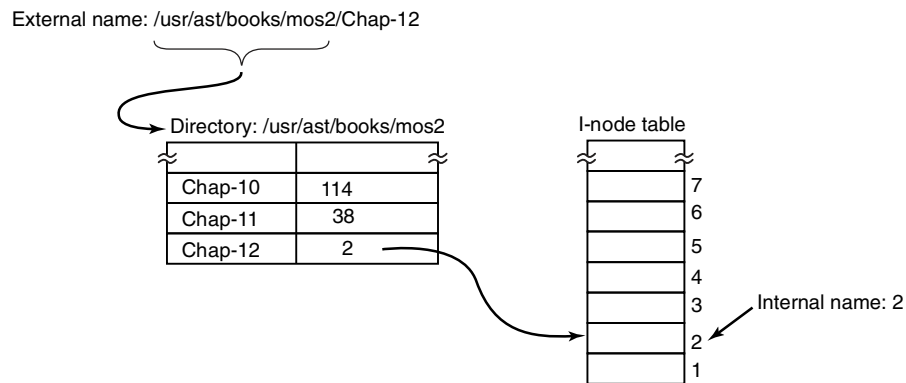 External name: /usr/ast/books/mos2/Chap-12
Directory: /usr/ast/books/mos2
I-node table
Chap-10 114
Chap-11 38
Chap-12 2
7
6
5
4
3
2
1
Internal name: 2